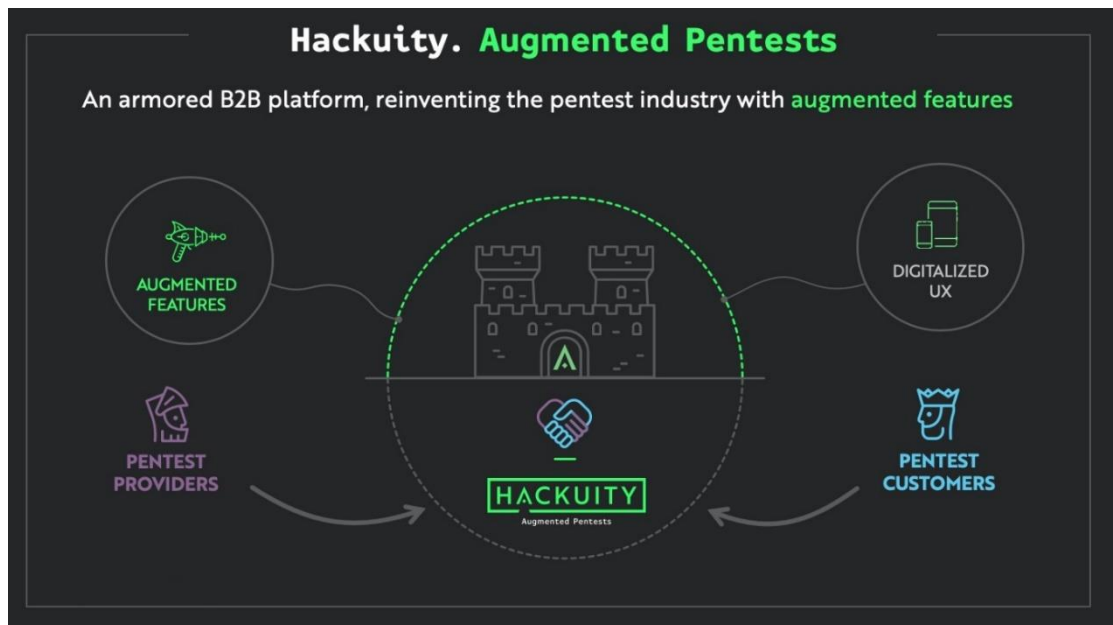 Hackuity. Augmented Pentests
An armored B2B platform, reinventing the pentest industry with augmented features
AUGMENTED
FEATURES
DIGITALIZED
UX
PENTEST
PROVIDERS
PENTEST
CUSTOMERS
HACKUITY
Augmented Pentests